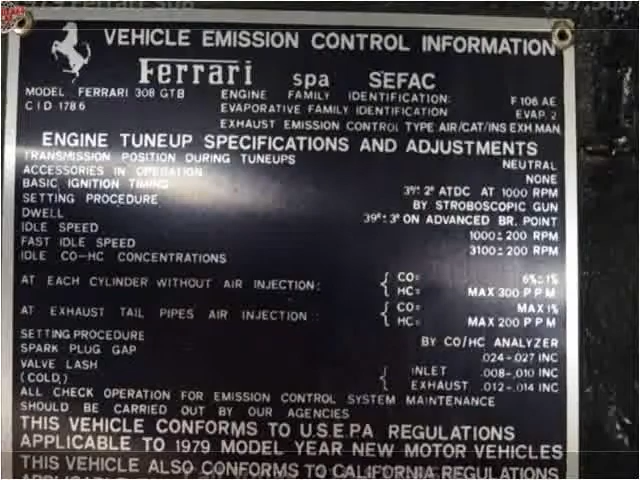 VEHICLE EMISSION CONTROL INFORMATION
Ferrari spa SEFAC
MODEL FERRARI 308 GTB ENGINE FAMILY IDENTIFICATION: F 106 AE
CID 178 6 EVAPORATIVE FAMILY IDENTIFICATION EVAP. 2
EXHAUST EMISSION CONTROL TYPE AIR/CAT/INS EXH MAN
ENGINE TUNEUP SPECIFICATIONS AND ADJUSTMENTS
TRANSMISSION POSITION DURING TUNEUPS NEUTRAL
ACCESSORIES IN OPERATION NONE
BASIC IGNITION TIMING 3°± 2° ATDC AT 1000 RPM
SETTING PROCEDURE BY STROBOSCOPIC GUN
DWELL 39°± 3° ON ADVANCED BR. POINT
IDLE SPEED 1000± 200 RPM
FAST IDLE SPEED 3100± 200 RPM
IDLE CO-HC CONCENTRATIONS
AT EACH CYLINDER WITHOUT AIR INJECTION: { CO= 6%±1%
HC= MAX 300 P P M
AT EXHAUST TAIL PIPES AIR INJECTION: { CO= MAX 1%
HC= MAX 200 P P M
SETTING PROCEDURE BY CO/HC ANALYZER
SPARK PLUG GAP .024-.027 INC
VALVE LASH { INLET .008-.010 INC
(COLD,) EXHAUST .012-.014 INC
ALL CHECK OPERATION FOR EMISSION CONTROL SYSTEM MAINTENANCE
SHOULD BE CARRIED OUT BY OUR AGENCIES
THIS VEHICLE CONFORMS TO U.S.E.P.A REGULATIONS
APPLICABLE TO 1979 MODEL YEAR NEW MOTOR VEHICLES
THIS VEHICLE ALSO CONFORMS TO CALIFORNIA REGULATIONS